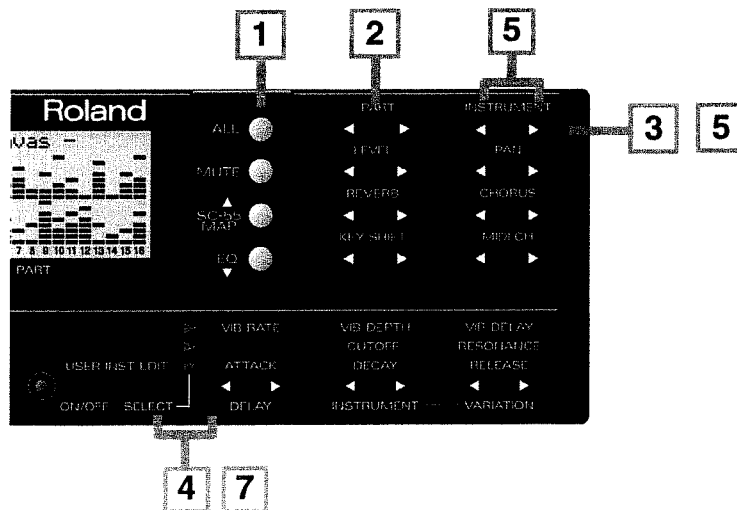 1 2 5
Roland
vas
PART INSTRUMENT
ALL
3 5
LEVEL PAN
MUTE
REVERB CHORUS
SC-55
MAP
KEY SHIFT MIDI CH
EQ
7 8 9 10 11 12 13 14 15 16
PART
VIB RATE VIB DEPTH VIB DELAY
CUTOFF RESONANCE
USER INST EDIT ATTACK DECAY RELEASE
ON/OFF SELECT DELAY INSTRUMENT VARIATION
4 7